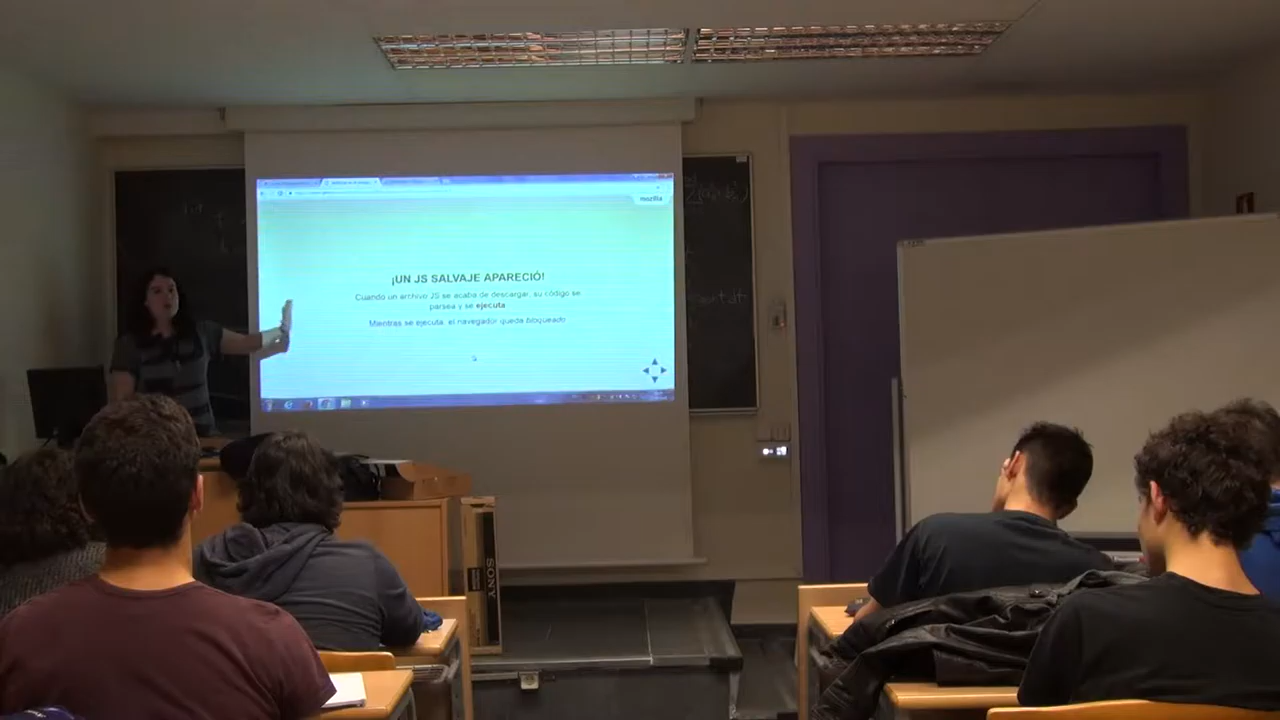 mozilla
¡UN JS SALVAJE APARECIÓ!
Cuando un archivo JS se acaba de descargar, su código se
parsea y se ejecuta
Mientras se ejecuta, el navegador queda bloqueado
SONY